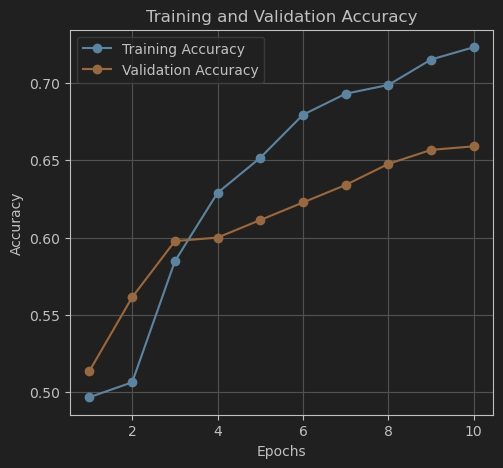 Training and Validation Accuracy
Training Accuracy
Validation Accuracy
0.70
0.65
0.60
0.55
0.50
Accuracy
2 4 6 8 10
Epochs